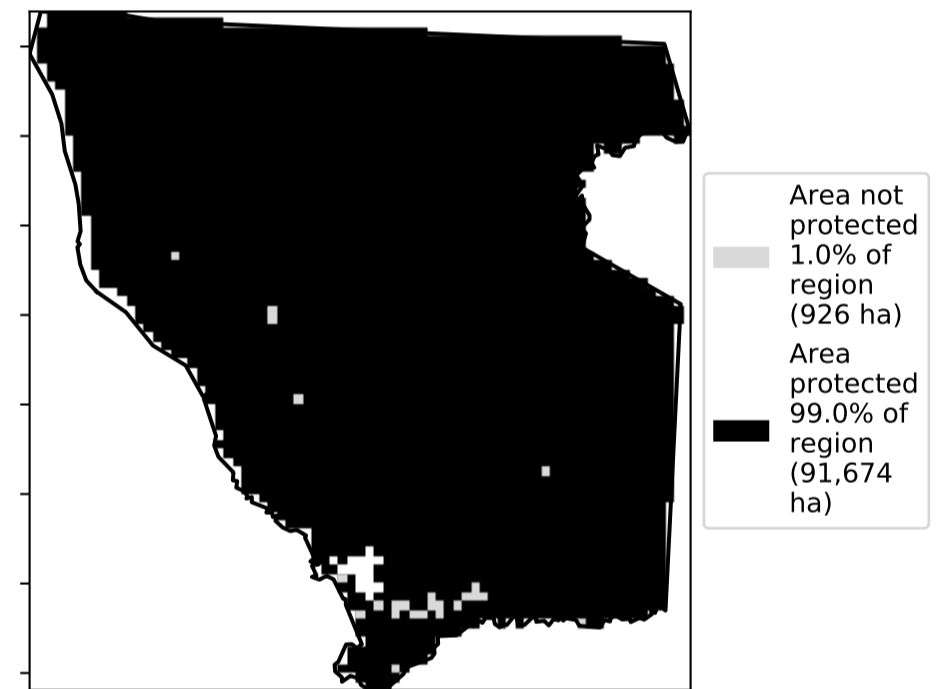 Area not
protected
1.0% of
region
(926 ha)
Area
protected
99.0% of
region
(91,674
ha)